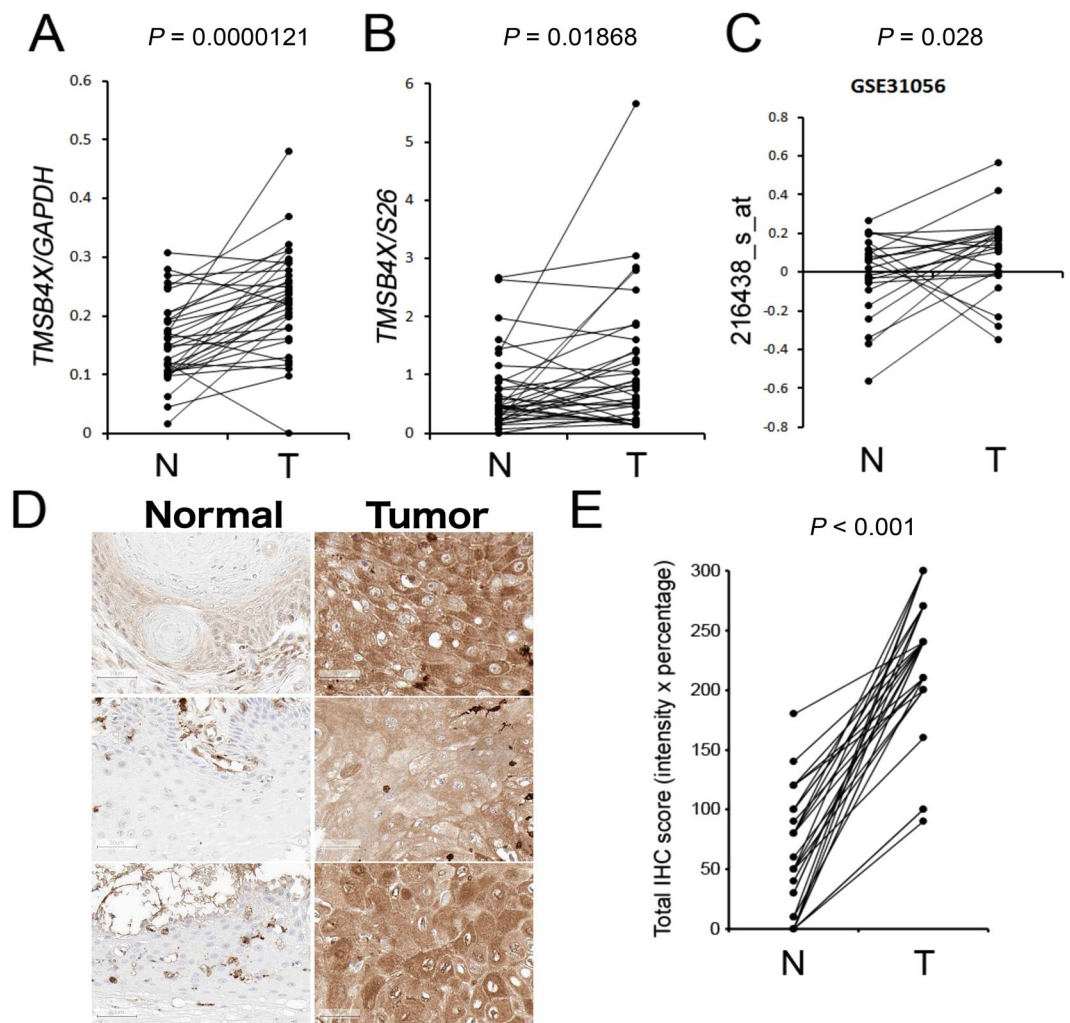 A
P = 0.0000121
TMSB4X/GAPDH
0.6
0.5
0.4
0.3
0.2
0.1
0
N
T
B
P = 0.01868
TMSB4X/S26
6
5
4
3
2
1
0
N
T
C
P = 0.028
GSE31056
216438_s_at
0.8
0.6
0.4
0.2
0
-0.2
-0.4
-0.6
-0.8
N
T
D
Normal
Tumor
E
P < 0.001
Total IHC score (intensity x percentage)
300
250
200
150
100
50
0
N
T